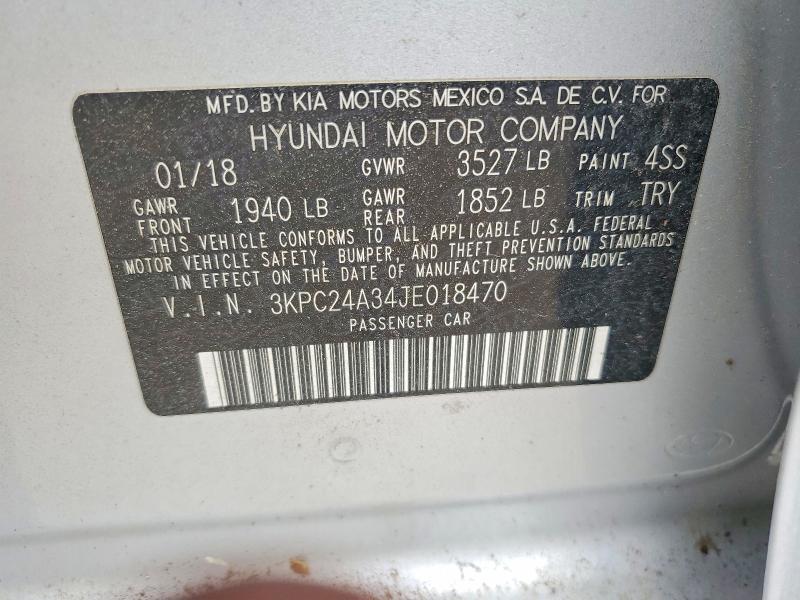 MFD. BY KIA MOTORS MEXICO S.A. DE C.V. FOR
HYUNDAI MOTOR COMPANY
01/18 GVWR 3527 LB PAINT 4SS
GAWR FRONT 1940 LB GAWR REAR 1852 LB TRIM TRY
THIS VEHICLE CONFORMS TO ALL APPLICABLE U.S.A. FEDERAL
MOTOR VEHICLE SAFETY, BUMPER, AND THEFT PREVENTION STANDARDS
IN EFFECT ON THE DATE OF MANUFACTURE SHOWN ABOVE.
V.I.N. 3KPC24A34JE018470
PASSENGER CAR